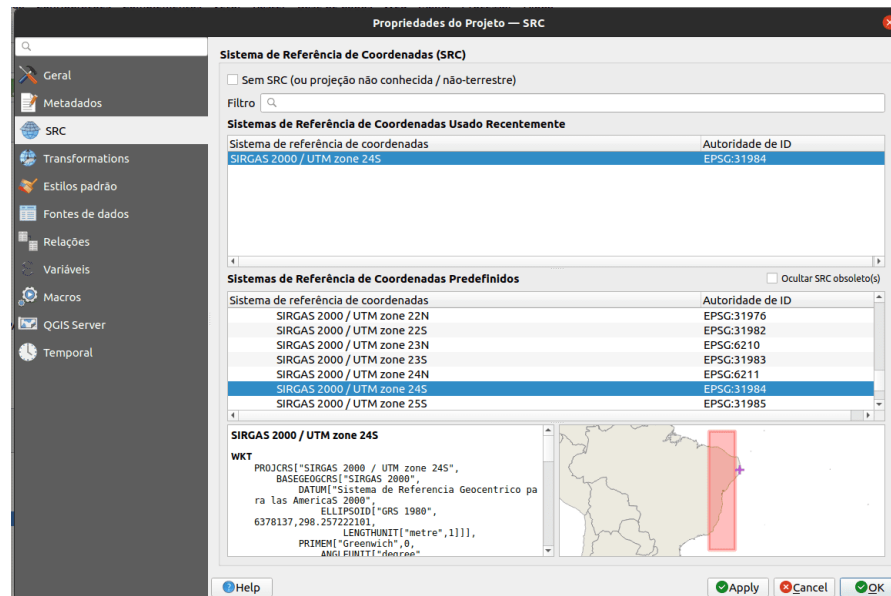 Propriedades do Projeto — SRC
Geral
Metadados
SRC
Transformations
Estilos padrão
Fontes de dados
Relações
Variáveis
Macros
QGIS Server
Temporal
Sistema de Referência de Coordenadas (SRC)
Sem SRC (ou projeção não conhecida / não-terrestre)
Filtro
Sistemas de Referência de Coordenadas Usado Recentemente
Sistema de referência de coordenadas Autoridade de ID
SIRGAS 2000 / UTM zone 24S EPSG:31984
Sistemas de Referência de Coordenadas Predefinidos Ocultar SRC obsoleto(s)
Sistema de referência de coordenadas Autoridade de ID
SIRGAS 2000 / UTM zone 22N EPSG:31976
SIRGAS 2000 / UTM zone 22S EPSG:31982
SIRGAS 2000 / UTM zone 23N EPSG:6210
SIRGAS 2000 / UTM zone 23S EPSG:31983
SIRGAS 2000 / UTM zone 24N EPSG:6211
SIRGAS 2000 / UTM zone 24S EPSG:31984
SIRGAS 2000 / UTM zone 25S EPSG:31985
SIRGAS 2000 / UTM zone 24S
WKT
PROJCRS["SIRGAS 2000 / UTM zone 24S",
BASEGEOGCRS["SIRGAS 2000",
DATUM["Sistema de Referencia Geocentrico pa
ra las AmericaS 2000",
ELLIPSOID["GRS 1980",
6378137,298.257222101,
LENGTHUNIT["metre",1]]],
PRIMEM["Greenwich",0,
ANGLEUNIT["degree"
Help
Apply
Cancel
OK